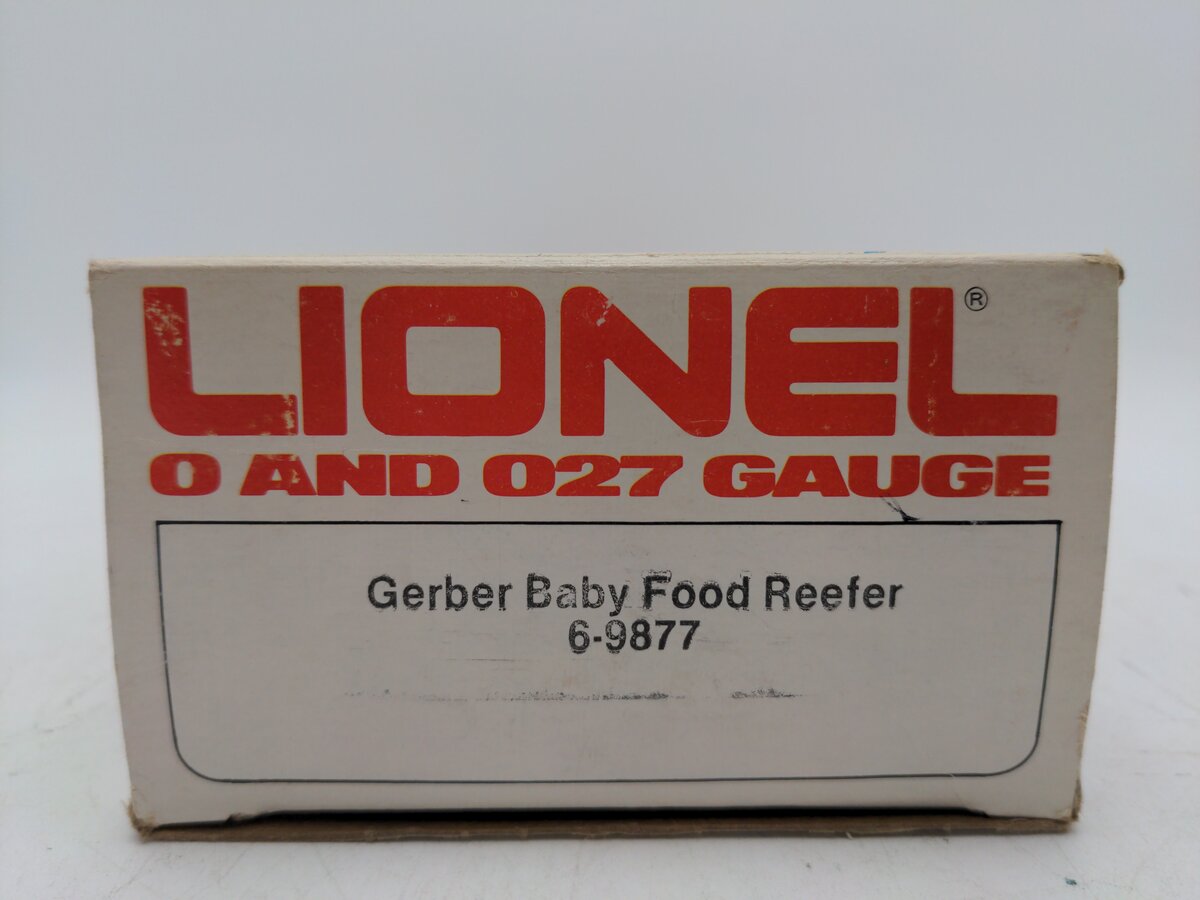 LIONEL®
O AND O27 GAUGE
Gerber Baby Food Reefer
6-9877